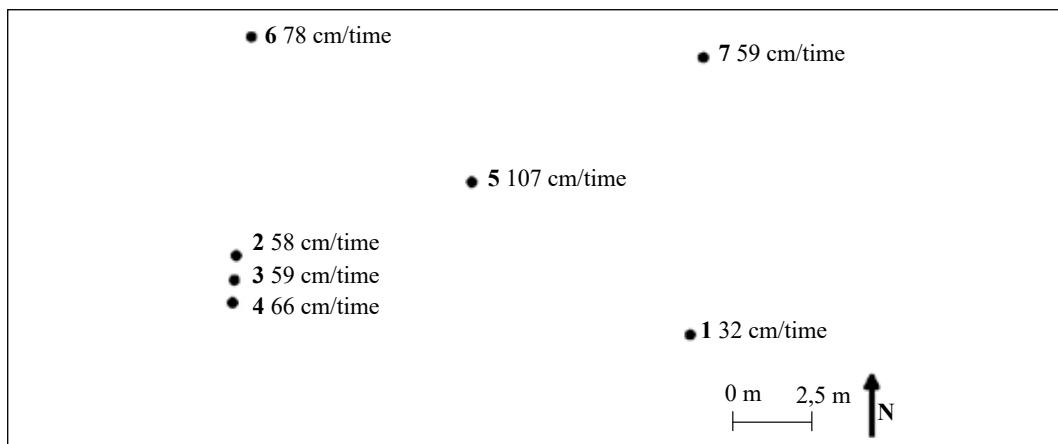 6 78 cm/time
7 59 cm/time
5 107 cm/time
2 58 cm/time
3 59 cm/time
4 66 cm/time
1 32 cm/time
0 m 2,5 m
N